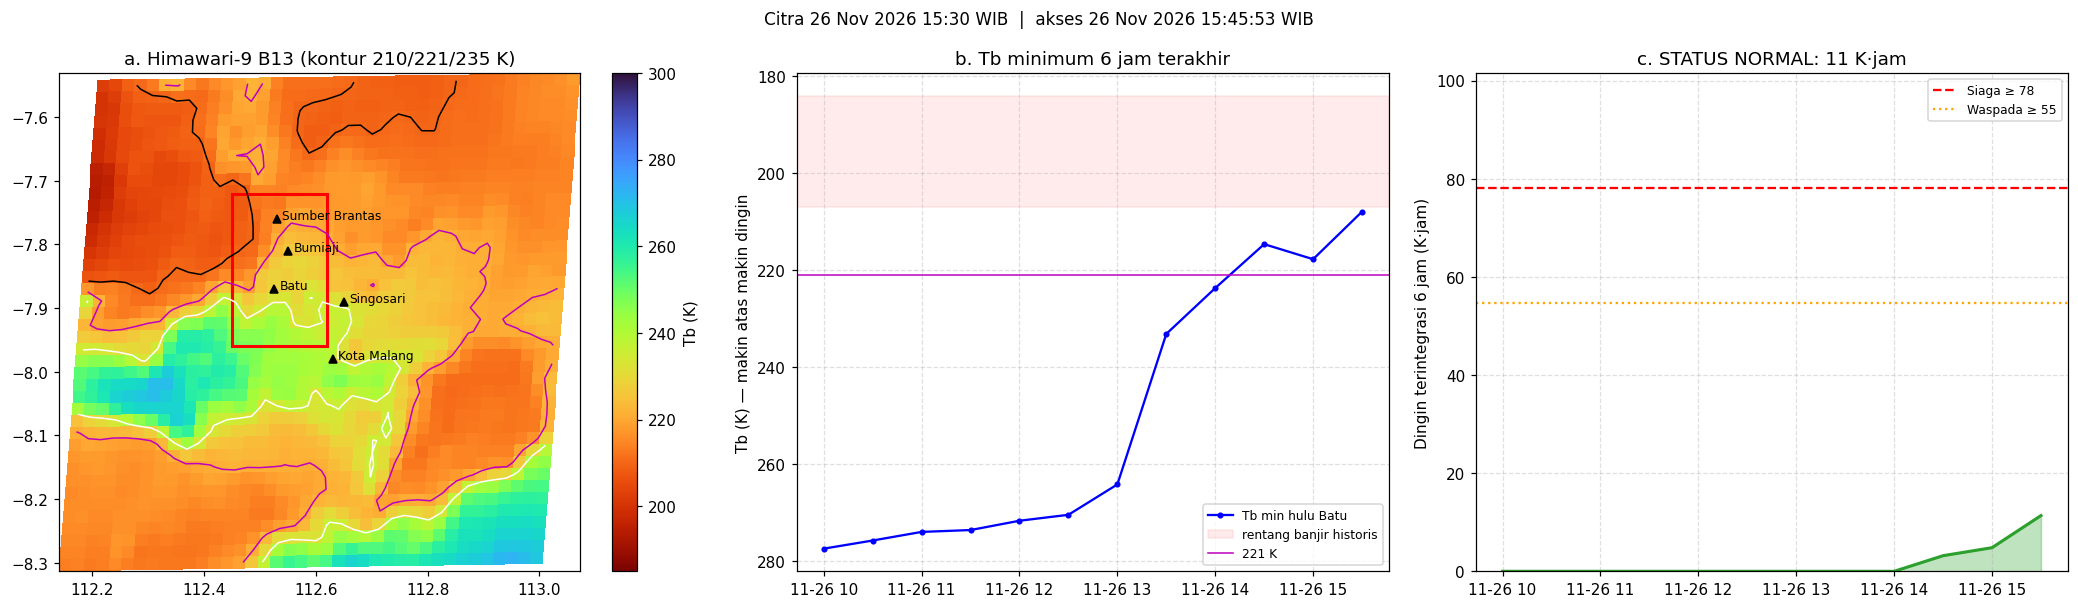 Citra 26 Nov 2026 15:30 WIB | akses 26 Nov 2026 15:45:53 WIB
a. Himawari-9 B13 (kontur 210/221/235 K)
−7.6
−7.7
−7.8
−7.9
−8.0
−8.1
−8.2
−8.3
112.2 112.4 112.6 112.8 113.0
Sumber Brantas
Bumiaji
Batu
Singosari
Kota Malang
300
280
260
240
220
200
Tb (K)
b. Tb minimum 6 jam terakhir
Tb (K) — makin atas makin dingin
180
200
220
240
260
280
11-26 10 11-26 11 11-26 12 11-26 13 11-26 14 11-26 15
Tb min hulu Batu
rentang banjir historis
221 K
c. STATUS NORMAL: 11 K·jam
Dingin terintegrasi 6 jam (K·jam)
100
80
60
40
20
0
11-26 10 11-26 11 11-26 12 11-26 13 11-26 14 11-26 15
Siaga ≥ 78
Waspada ≥ 55